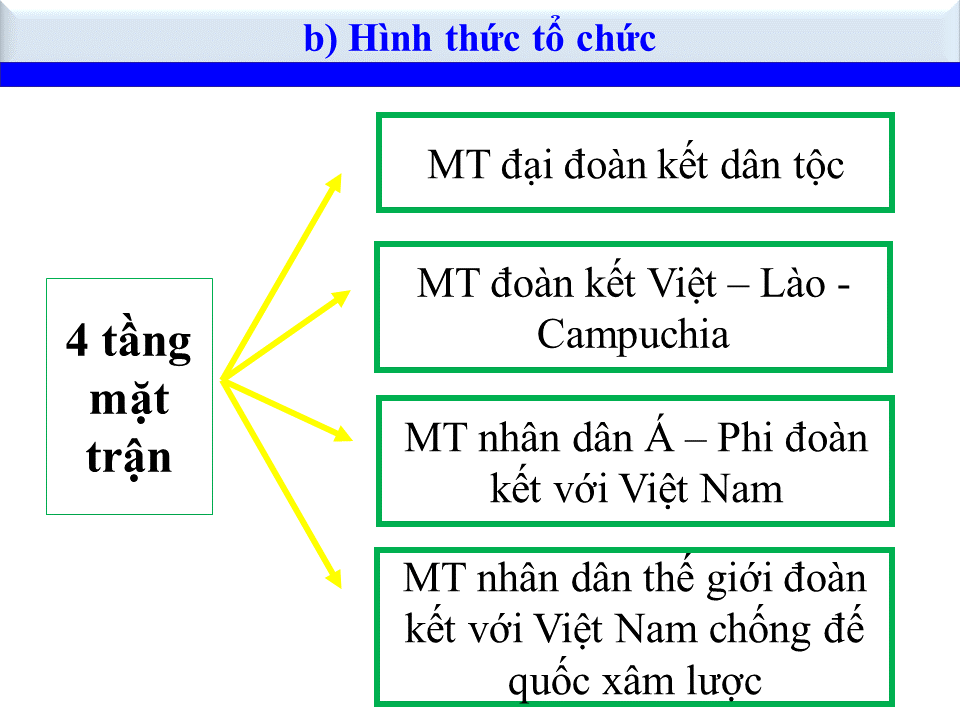 b) Hình thức tổ chức
4 tầng
mặt
trận
MT đại đoàn kết dân tộc
MT đoàn kết Việt – Lào -
Campuchia
MT nhân dân Á – Phi đoàn
kết với Việt Nam
MT nhân dân thế giới đoàn
kết với Việt Nam chống đế
quốc xâm lược